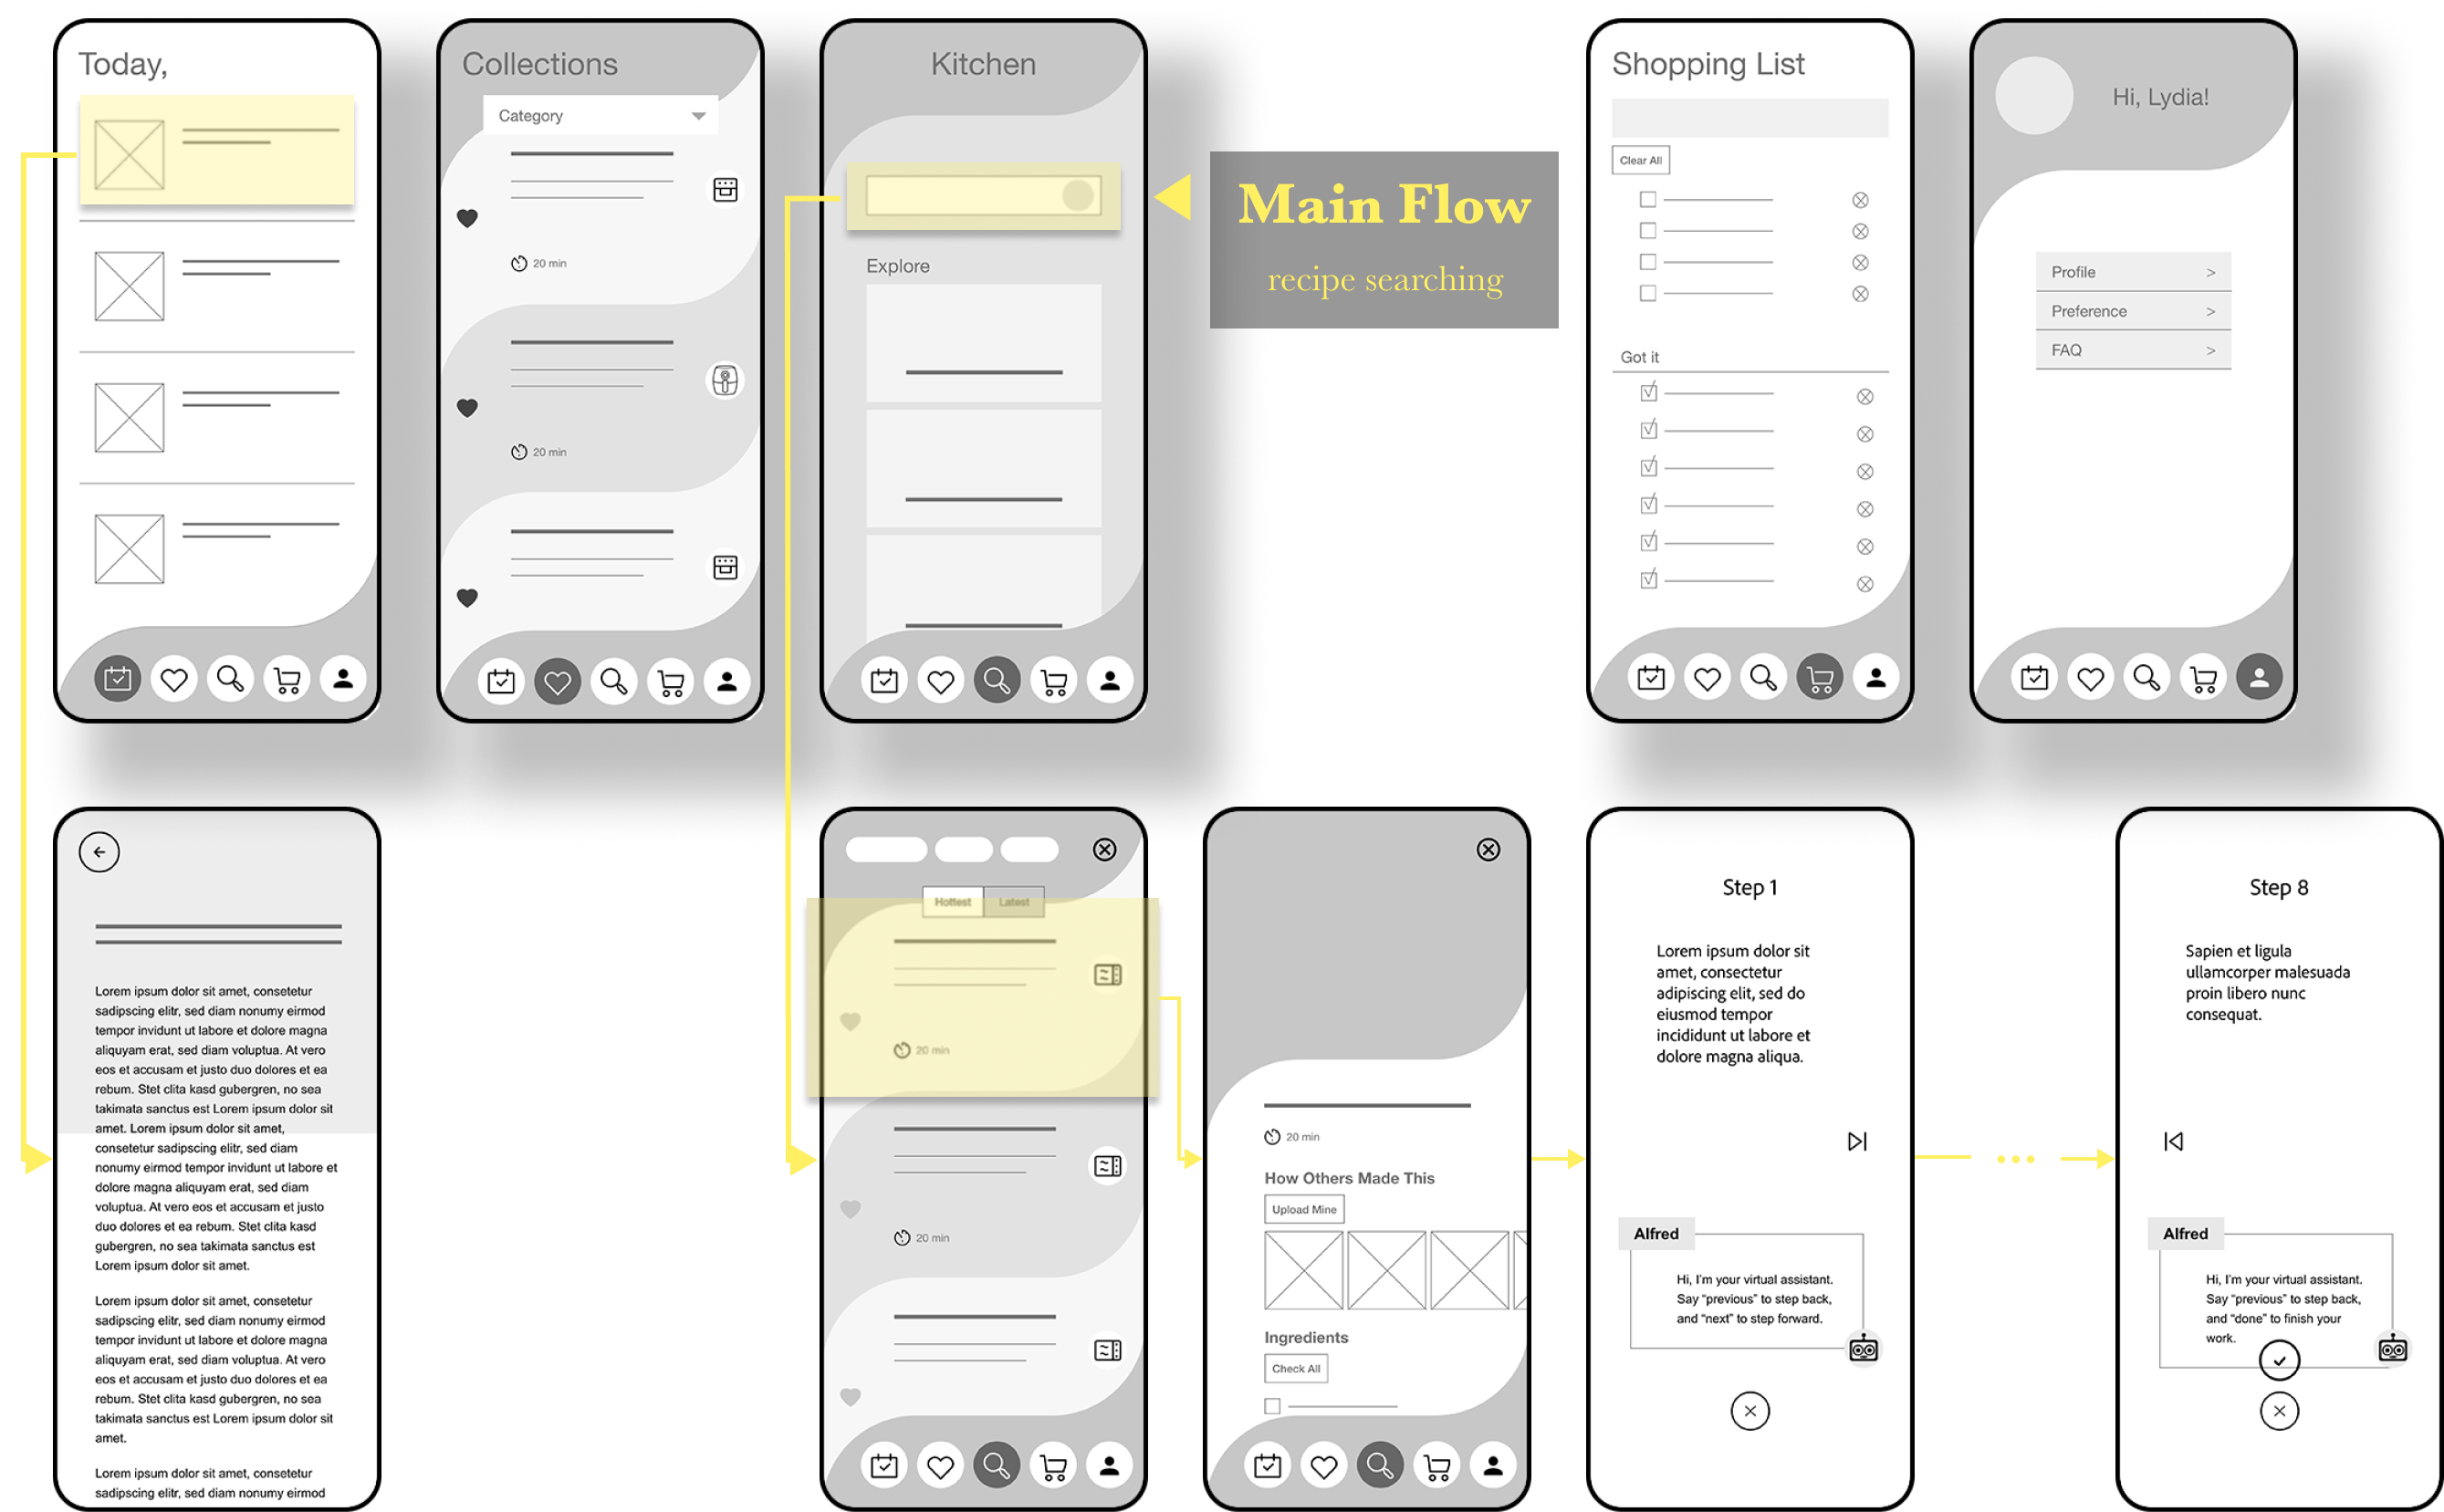 Today,
Collections
Category
20 min
20 min
Kitchen
Explore
Main Flow
recipe searching
Shopping List
Clear All
Got it
Hi, Lydia!
Profile >
Preference >
FAQ >
Lorem ipsum dolor sit amet, consetetur
sadipscing elitr, sed diam nonumy eirmod
tempor invidunt ut labore et dolore magna
aliquyam erat, sed diam voluptua. At vero
eos et accusam et justo duo dolores et ea
rebum. Stet clita kasd gubergren, no sea
takimata sanctus est Lorem ipsum dolor sit
amet. Lorem ipsum dolor sit amet,
consetetur sadipscing elitr, sed diam
nonumy eirmod tempor invidunt ut labore et
dolore magna aliquyam erat, sed diam
voluptua. At vero eos et accusam et justo
duo dolores et ea rebum. Stet clita kasd
gubergren, no sea takimata sanctus est
Lorem ipsum dolor sit amet.
Lorem ipsum dolor sit amet, consetetur
sadipscing elitr, sed diam nonumy eirmod
tempor invidunt ut labore et dolore magna
aliquyam erat, sed diam voluptua. At vero
eos et accusam et justo duo dolores et ea
rebum. Stet clita kasd gubergren, no sea
takimata sanctus est Lorem ipsum dolor sit
amet.
Lorem ipsum dolor sit amet, consetetur
sadipscing elitr, sed diam nonumy eirmod
Hottest Latest
20 min
20 min
20 min
How Others Made This
Upload Mine
Ingredients
Check All
Step 1
Lorem ipsum dolor sit
amet, consectetur
adipiscing elit, sed do
eiusmod tempor
incididunt ut labore et
dolore magna aliqua.
Alfred
Hi, I'm your virtual assistant.
Say “previous” to step back,
and “next” to step forward.
Step 8
Sapien et ligula
ullamcorper malesuada
proin libero nunc
consequat.
Alfred
Hi, I'm your virtual assistant.
Say “previous” to step back,
and “done” to finish your
work.